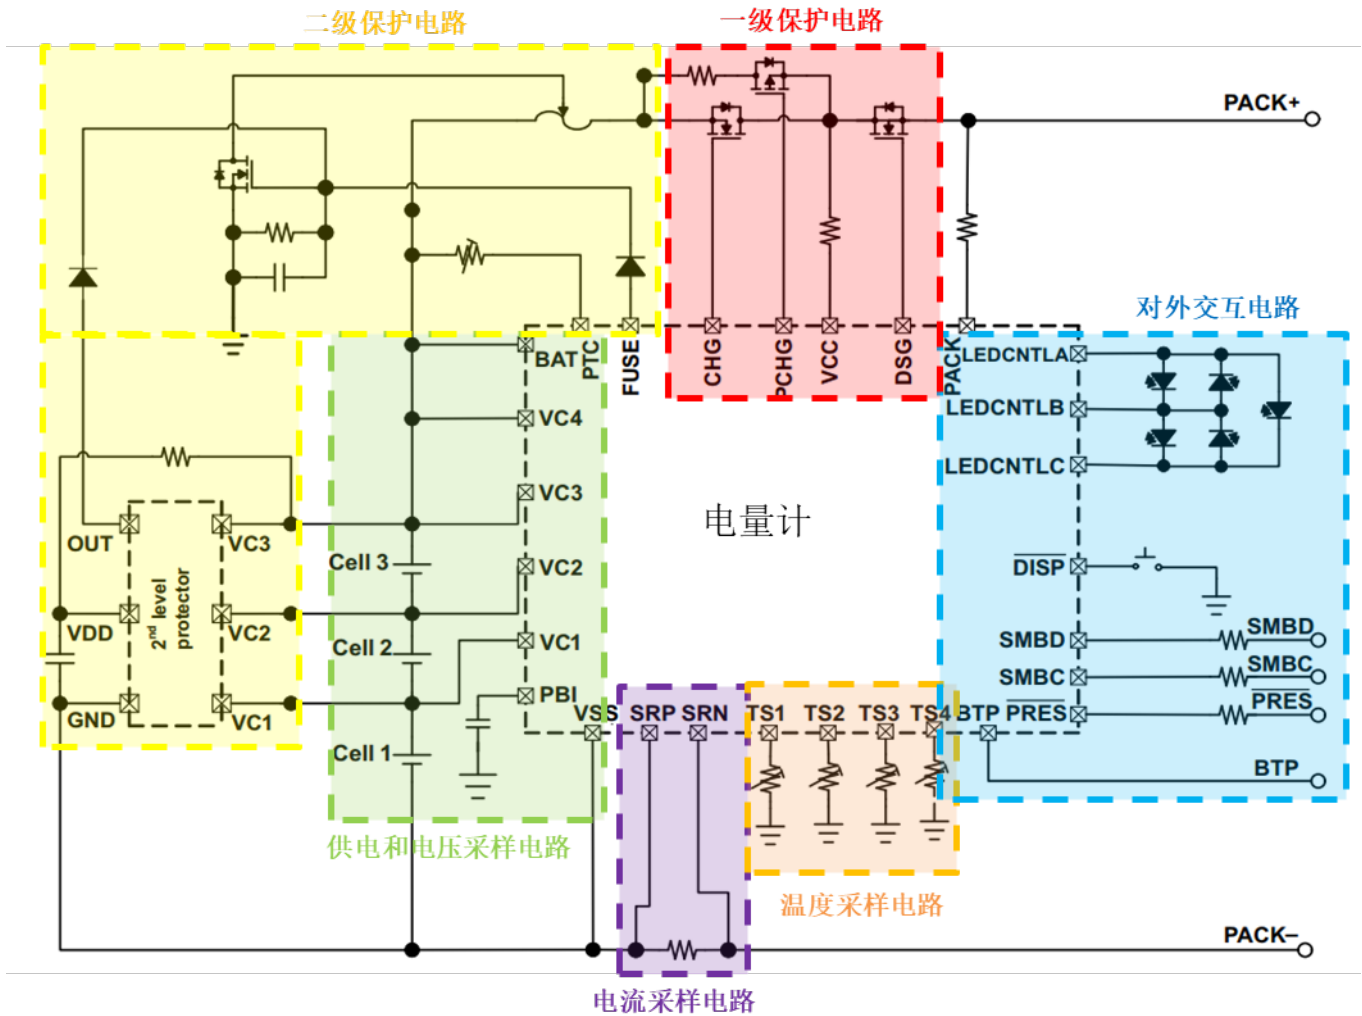 二级保护电路
一级保护电路
PACK+
对外交互电路
BAT
PTC
FUSE
CHG
PCHG
VCC
DSG
PACK
LEDCNTLA
VC4
LEDCNTLB
LEDCNTLC
VC3
电量计
OUT
VC3
Cell 3
VC2
DISP
2nd level
protector
VDD
VC2
Cell 2
VC1
SMBD
SMBD
SMBC
SMBC
PBI
PRES
PRES
GND
VC1
VSS
SRP
SRN
TS1
TS2
TS3
TS4
BTP
Cell 1
BTP
供电和电压采样电路
温度采样电路
PACK–
电流采样电路